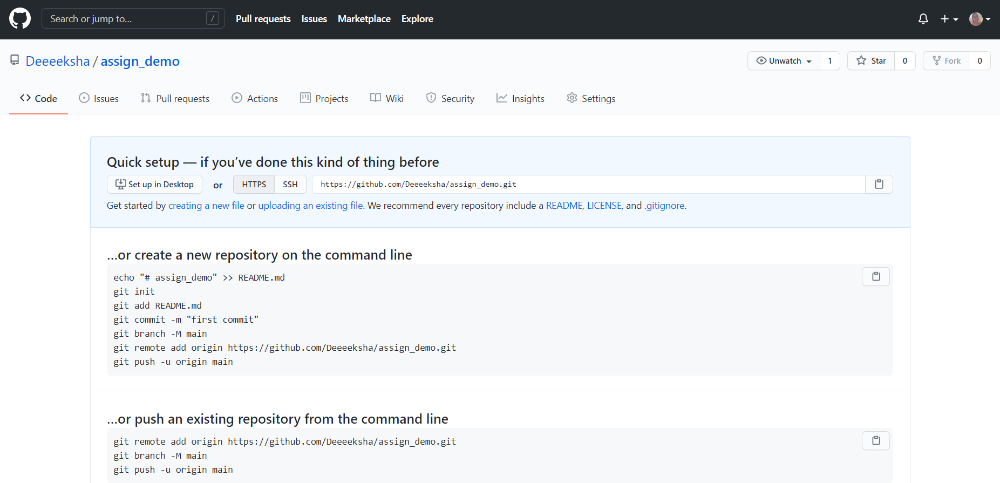 Search or jump to... /
Pull requests Issues Marketplace Explore
Deeeeksha / assign_demo
Unwatch 1 Star 0 Fork 0
Code Issues Pull requests Actions Projects Wiki Security Insights Settings
Quick setup — if you’ve done this kind of thing before
Set up in Desktop or HTTPS SSH https://github.com/Deeeeksha/assign_demo.git
Get started by creating a new file or uploading an existing file. We recommend every repository include a README, LICENSE, and .gitignore.
…or create a new repository on the command line
echo "# assign_demo" >> README.md
git init
git add README.md
git commit -m "first commit"
git branch -M main
git remote add origin https://github.com/Deeeeksha/assign_demo.git
git push -u origin main
…or push an existing repository from the command line
git remote add origin https://github.com/Deeeeksha/assign_demo.git
git branch -M main
git push -u origin main